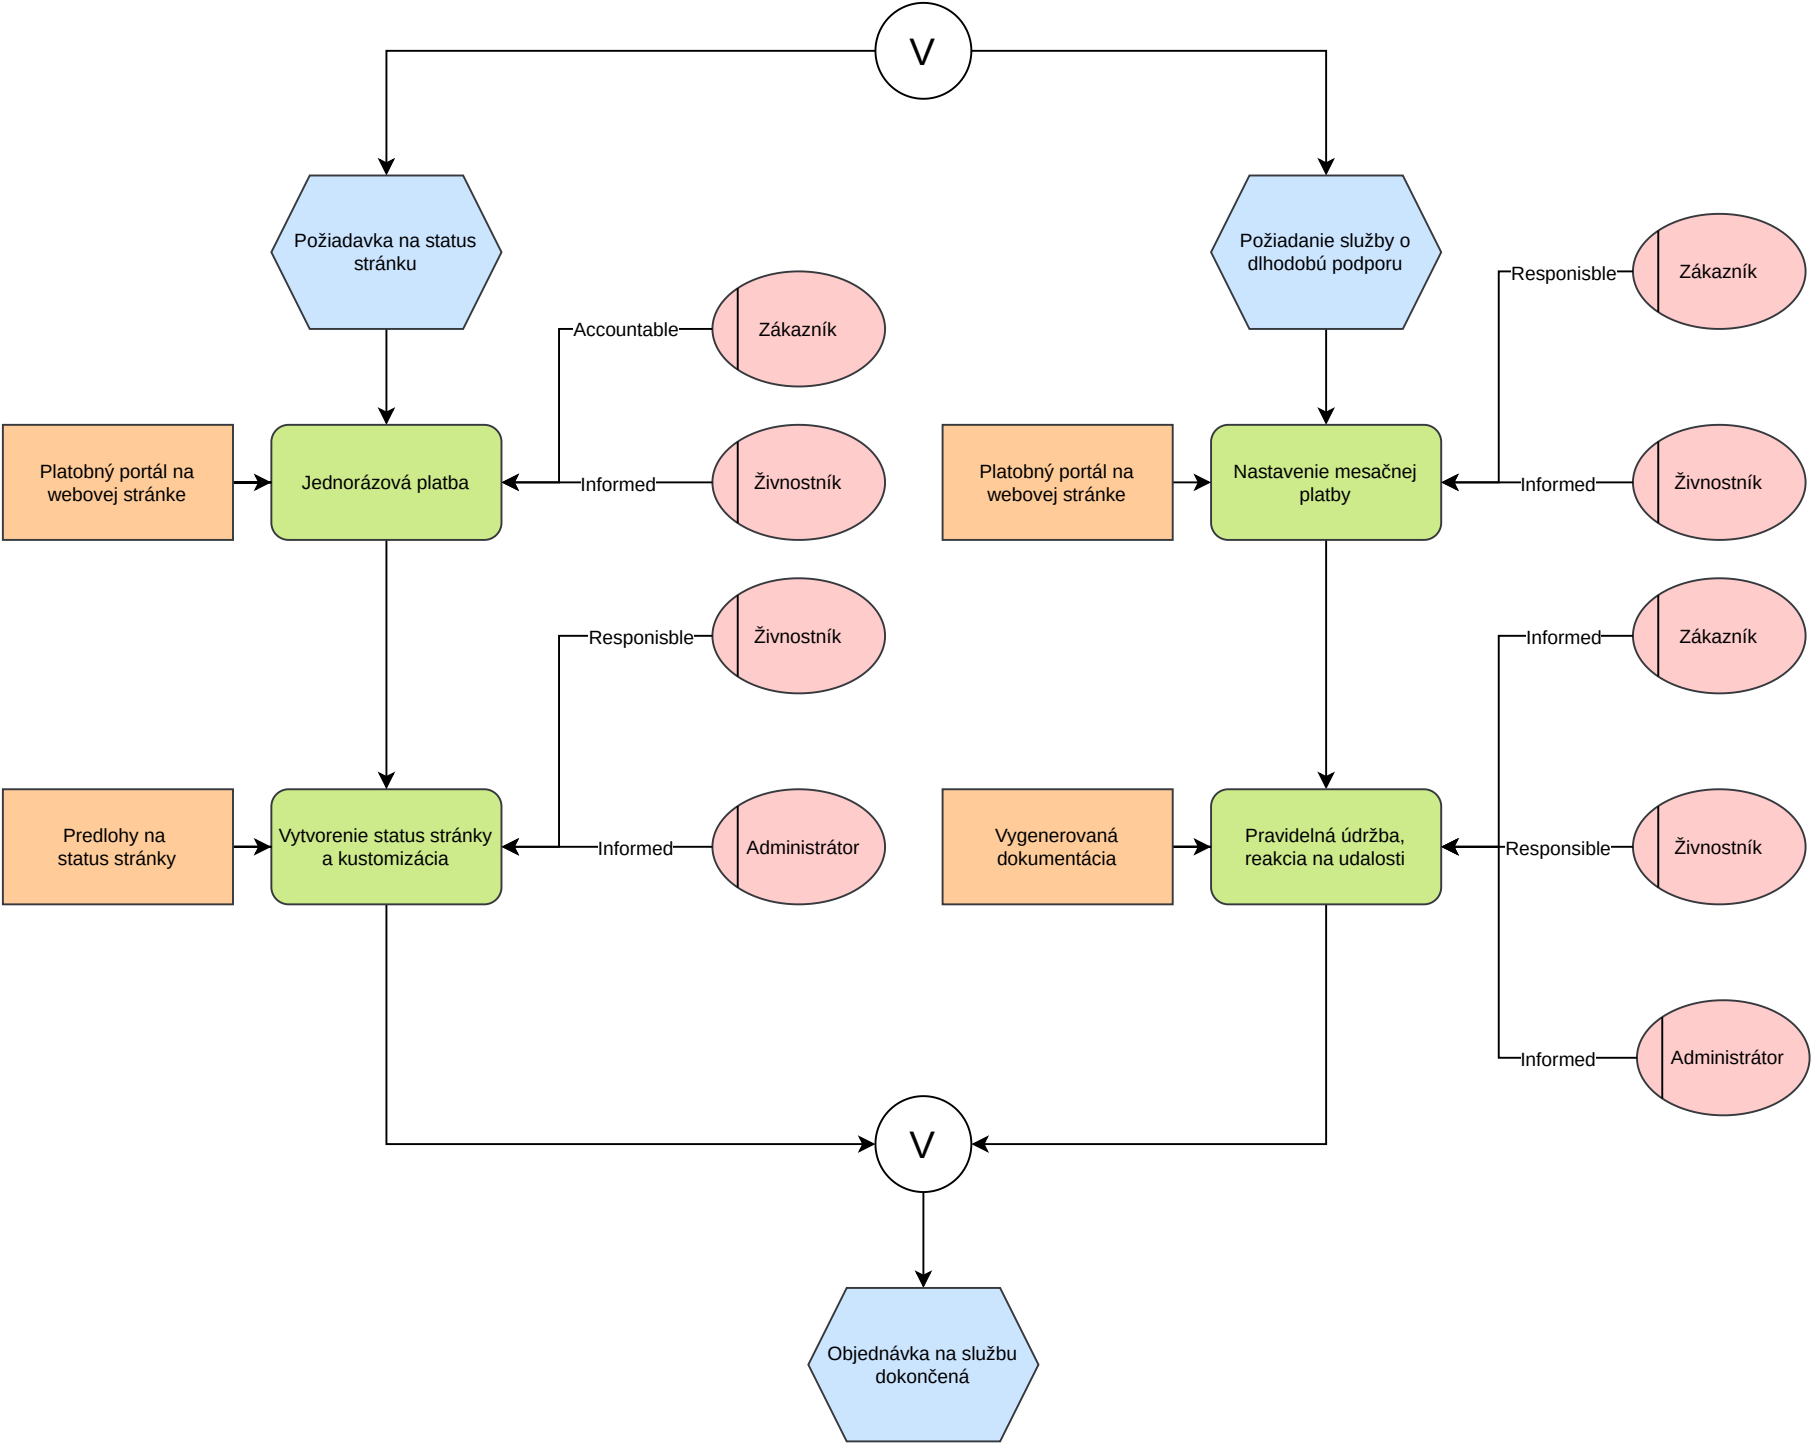 V
Požiadavka na status
stránku
Požiadanie služby o
dlhodobú podporu
Responisble
Zákazník
Accountable
Zákazník
Platobný portál na
webovej stránke
Jednorázová platba
Informed
Živnostník
Platobný portál na
webovej stránke
Nastavenie mesačnej
platby
Informed
Živnostník
Responisble
Živnostník
Informed
Zákazník
Predlohy na
status stránky
Vytvorenie status stránky
a kustomizácia
Informed
Administrátor
Vygenerovaná
dokumentácia
Pravidelná údržba,
reakcia na udalosti
Responsible
Živnostník
Informed
Administrátor
V
Objednávka na službu
dokončená